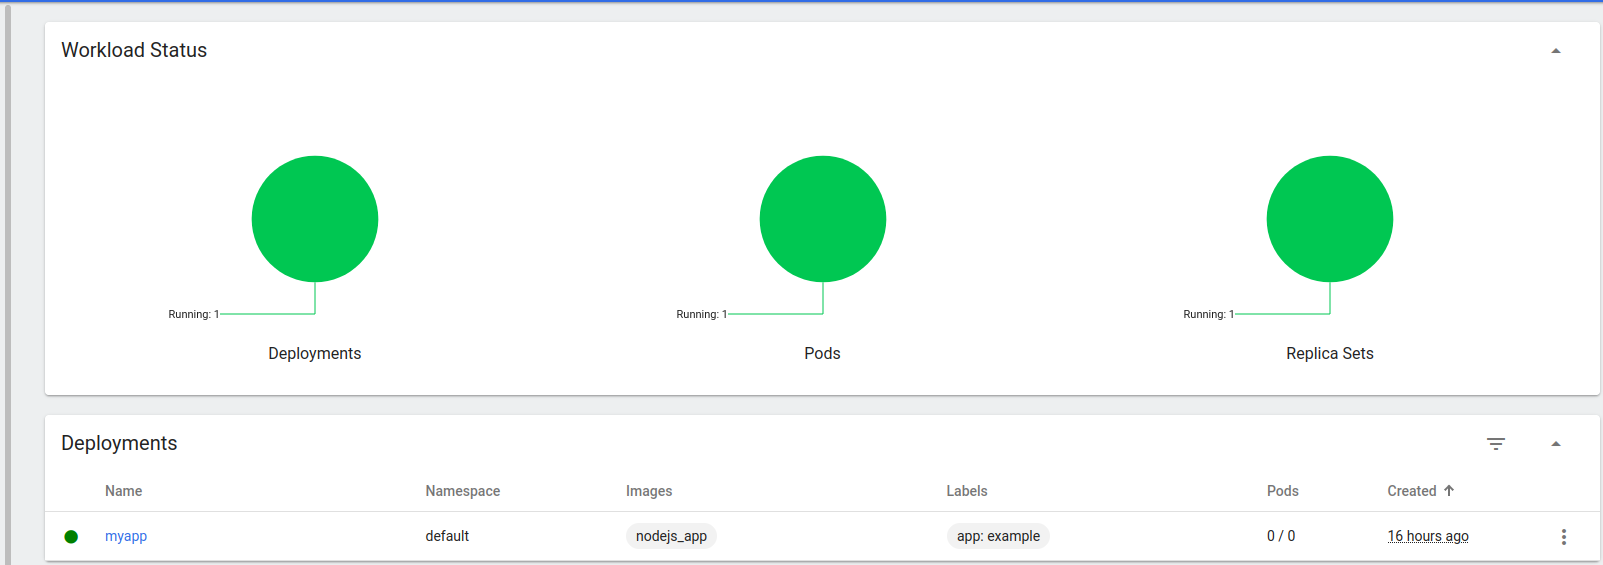 Workload Status
Running: 1 Running: 1 Running: 1
Deployments Pods Replica Sets
Deployments
Name Namespace Images Labels Pods Created
myapp default nodejs_app app: example 0 / 0 16 hours ago